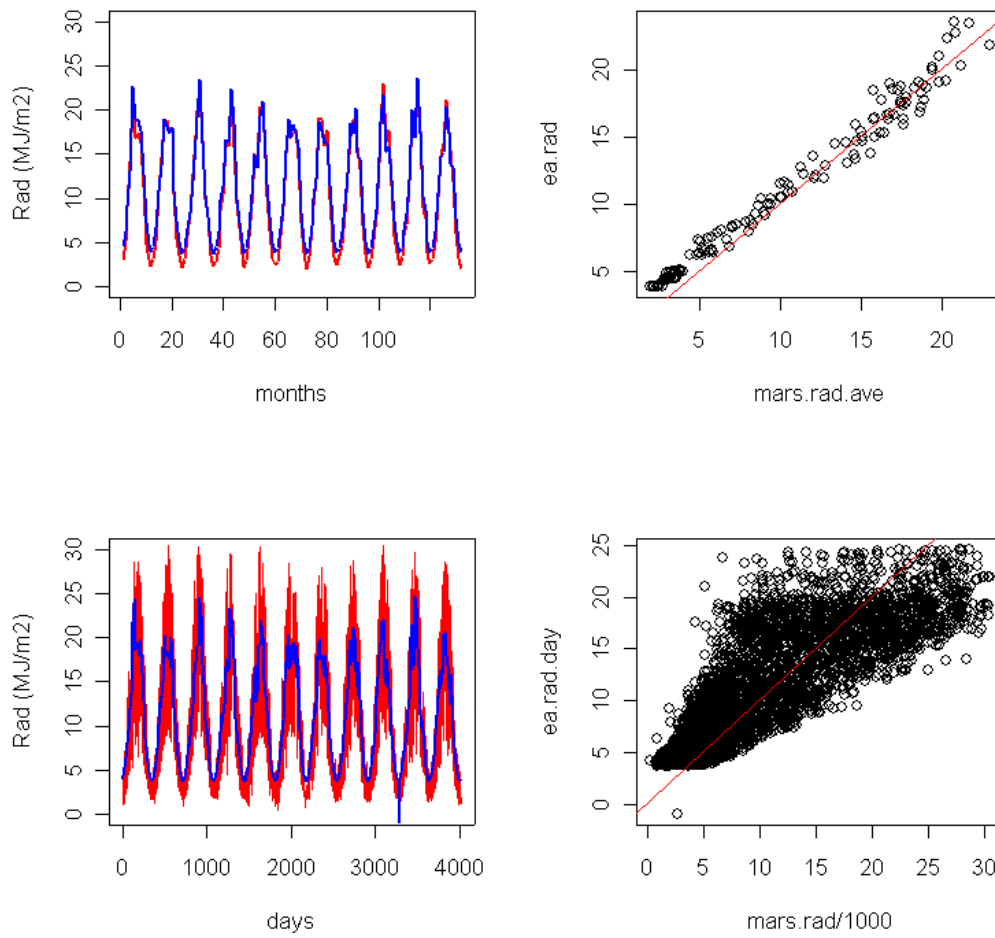 Rad (MJ/m2)
0 5 10 15 20 25 30
0 20 40 60 80 100
months
ea.rad
5 10 15 20
5 10 15 20
mars.rad.ave
Rad (MJ/m2)
0 5 10 15 20 25 30
0 1000 2000 3000 4000
days
ea.rad.day
0 5 10 15 20 25
0 5 10 15 20 25 30
mars.rad/1000